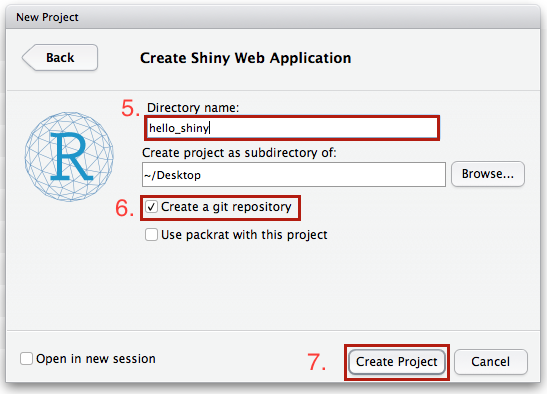 New Project
Back
Create Shiny Web Application
5. Directory name:
hello_shiny
Create project as subdirectory of:
~/Desktop
Browse...
6. Create a git repository
Use packrat with this project
R
Open in new session
7. Create Project
Cancel